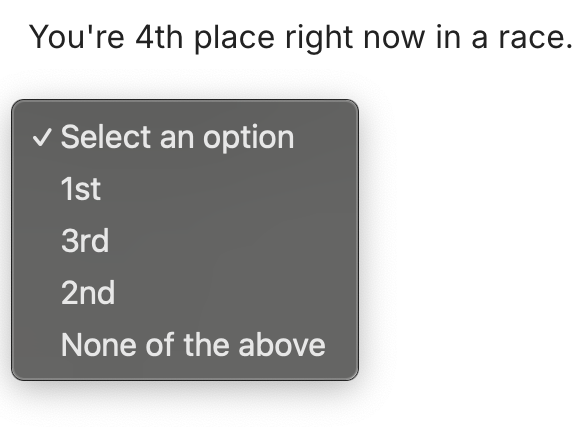 You're 4th place right now in a race.
✓ Select an option
1st
3rd
2nd
None of the above